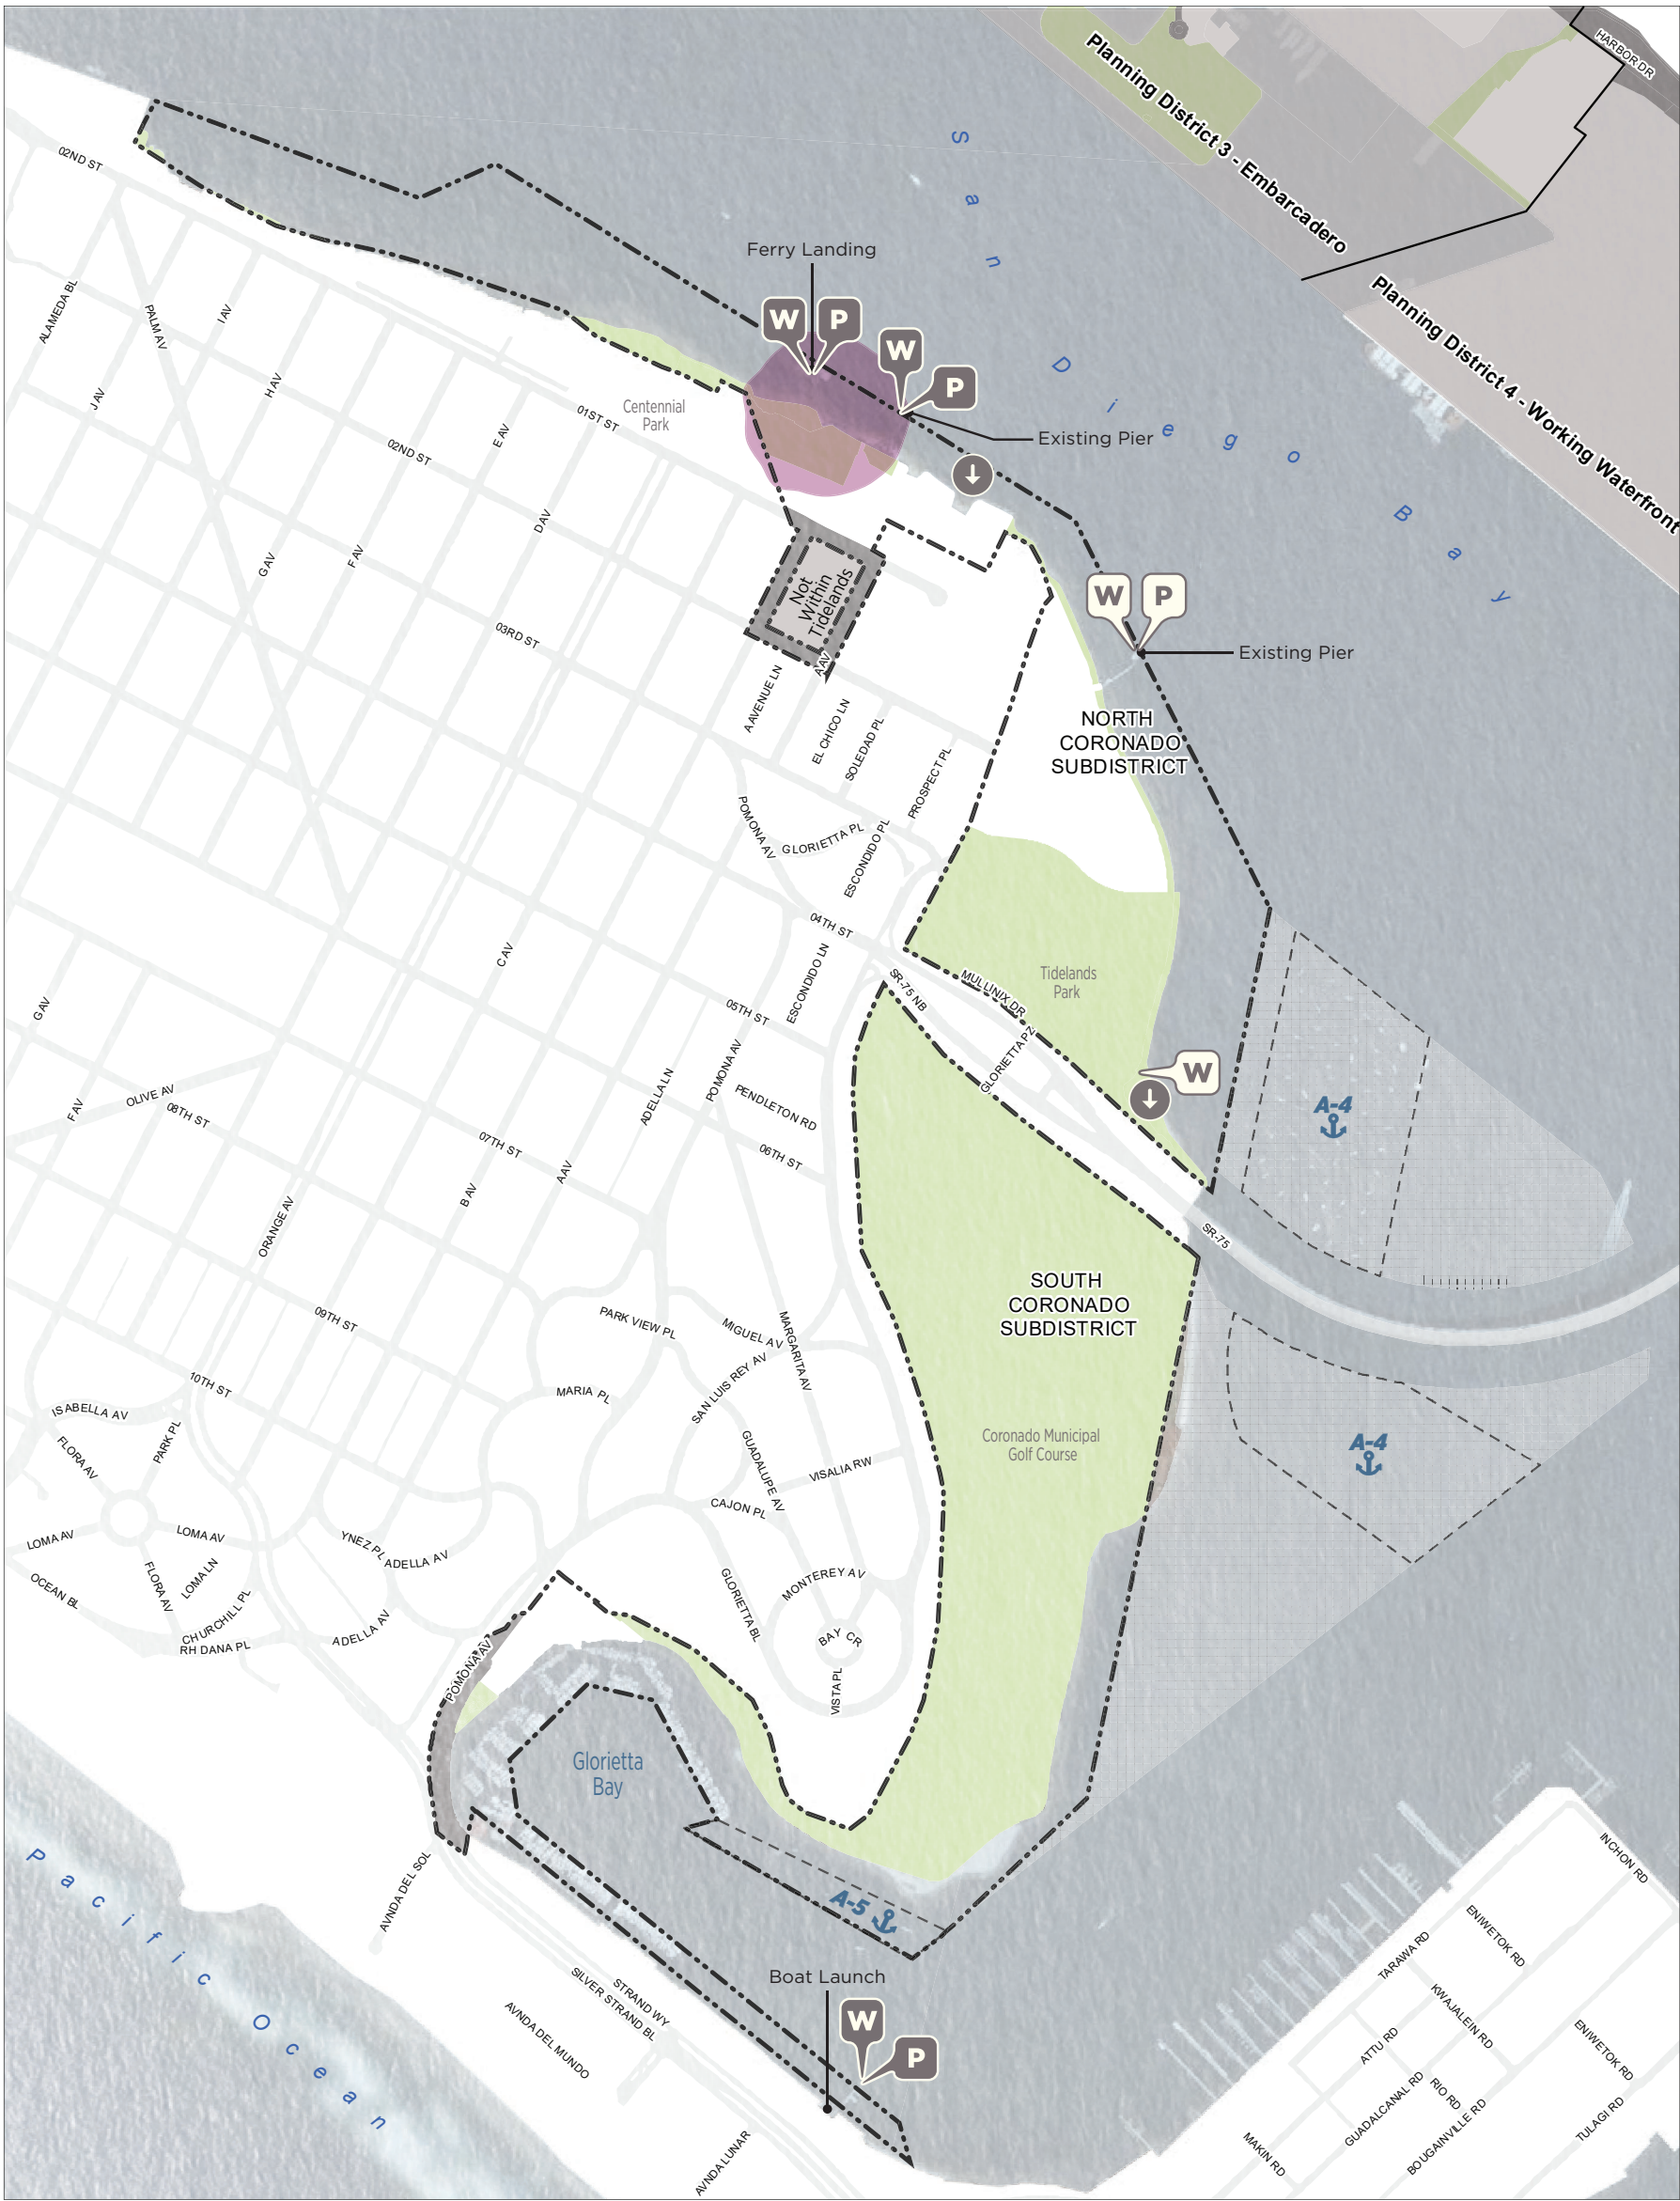 HARBOR DR
Planning District 3 - Embarcadero
Planning District 4 - Working Waterfront
San Diego Bay
02ND ST
Ferry Landing
W
P
W
P
Existing Pier
ALAMEDA BL
PALM AV
I AV
J AV
H AV
E AV
01ST ST
Centennial
Park
02ND ST
D AV
G AV
F AV
Not
Within
Tidelands
A AV
W
P
Existing Pier
03RD ST
A AVENUE LN
EL CHICO LN
SOLEDAD PL
PROSPECT PL
NORTH
CORONADO
SUBDISTRICT
POMONA AV
GLORIETTA PL
ESCONDIDO PL
04TH ST
C AV
ESCONDIDO LN
SR-75 NB
MULLINIX DR
Tidelands
Park
G AV
05TH ST
GLORIETTA PZ
W
POMONA AV
ADELLA LN
PENDLETON RD
F AV
OLIVE AV
08TH ST
07TH ST
06TH ST
A-4
A AV
B AV
ORANGE AV
SR-75
SOUTH
CORONADO
SUBDISTRICT
09TH ST
PARK VIEW PL
MIGUEL AV
MARGARITA AV
SAN LUIS REY AV
10TH ST
MARIA PL
ISABELLA AV
FLORA AV
PARK PL
GUADALUPE AV
VISALIA RW
Coronado Municipal
Golf Course
A-4
CAJON PL
LOMA AV
LOMA AV
YNEZ PL
ADELLA AV
FLORA AV
LOMA LN
OCEAN BL
CHURCHILL PL
RH DANA PL
ADELLA AV
MONTEREY AV
GLORIETTA BL
BAY CR
VISTA PL
POMONA AV
Glorietta
Bay
A-5
AVNDA DEL SOL
Pacific Ocean
Boat Launch
W
P
STRAND WY
SILVER STRAND BL
AVNDA DEL MUNDO
AVNDA LUNAR
INCHON RD
ENIWETOK RD
TARAWA RD
KWAJALEIN RD
ATTU RD
ENIWETOK RD
RIO RD
GUADALCANAL RD
BOUGAINVILLE RD
TULAGI RD
MAKIN RD